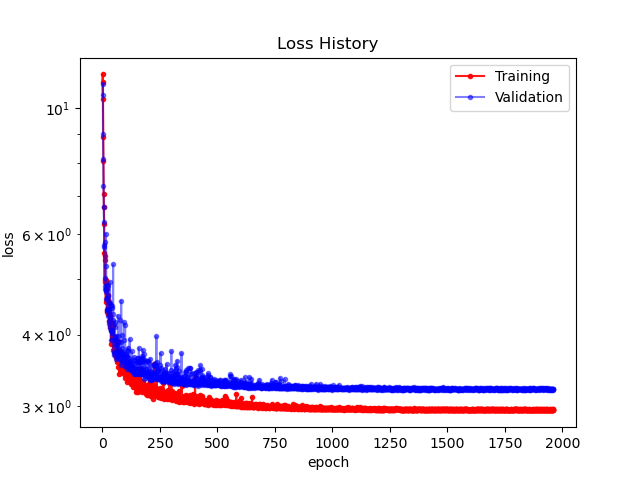 Loss History
Training
Validation
10¹
6 × 10⁰
4 × 10⁰
3 × 10⁰
loss
0 250 500 750 1000 1250 1500 1750 2000
epoch